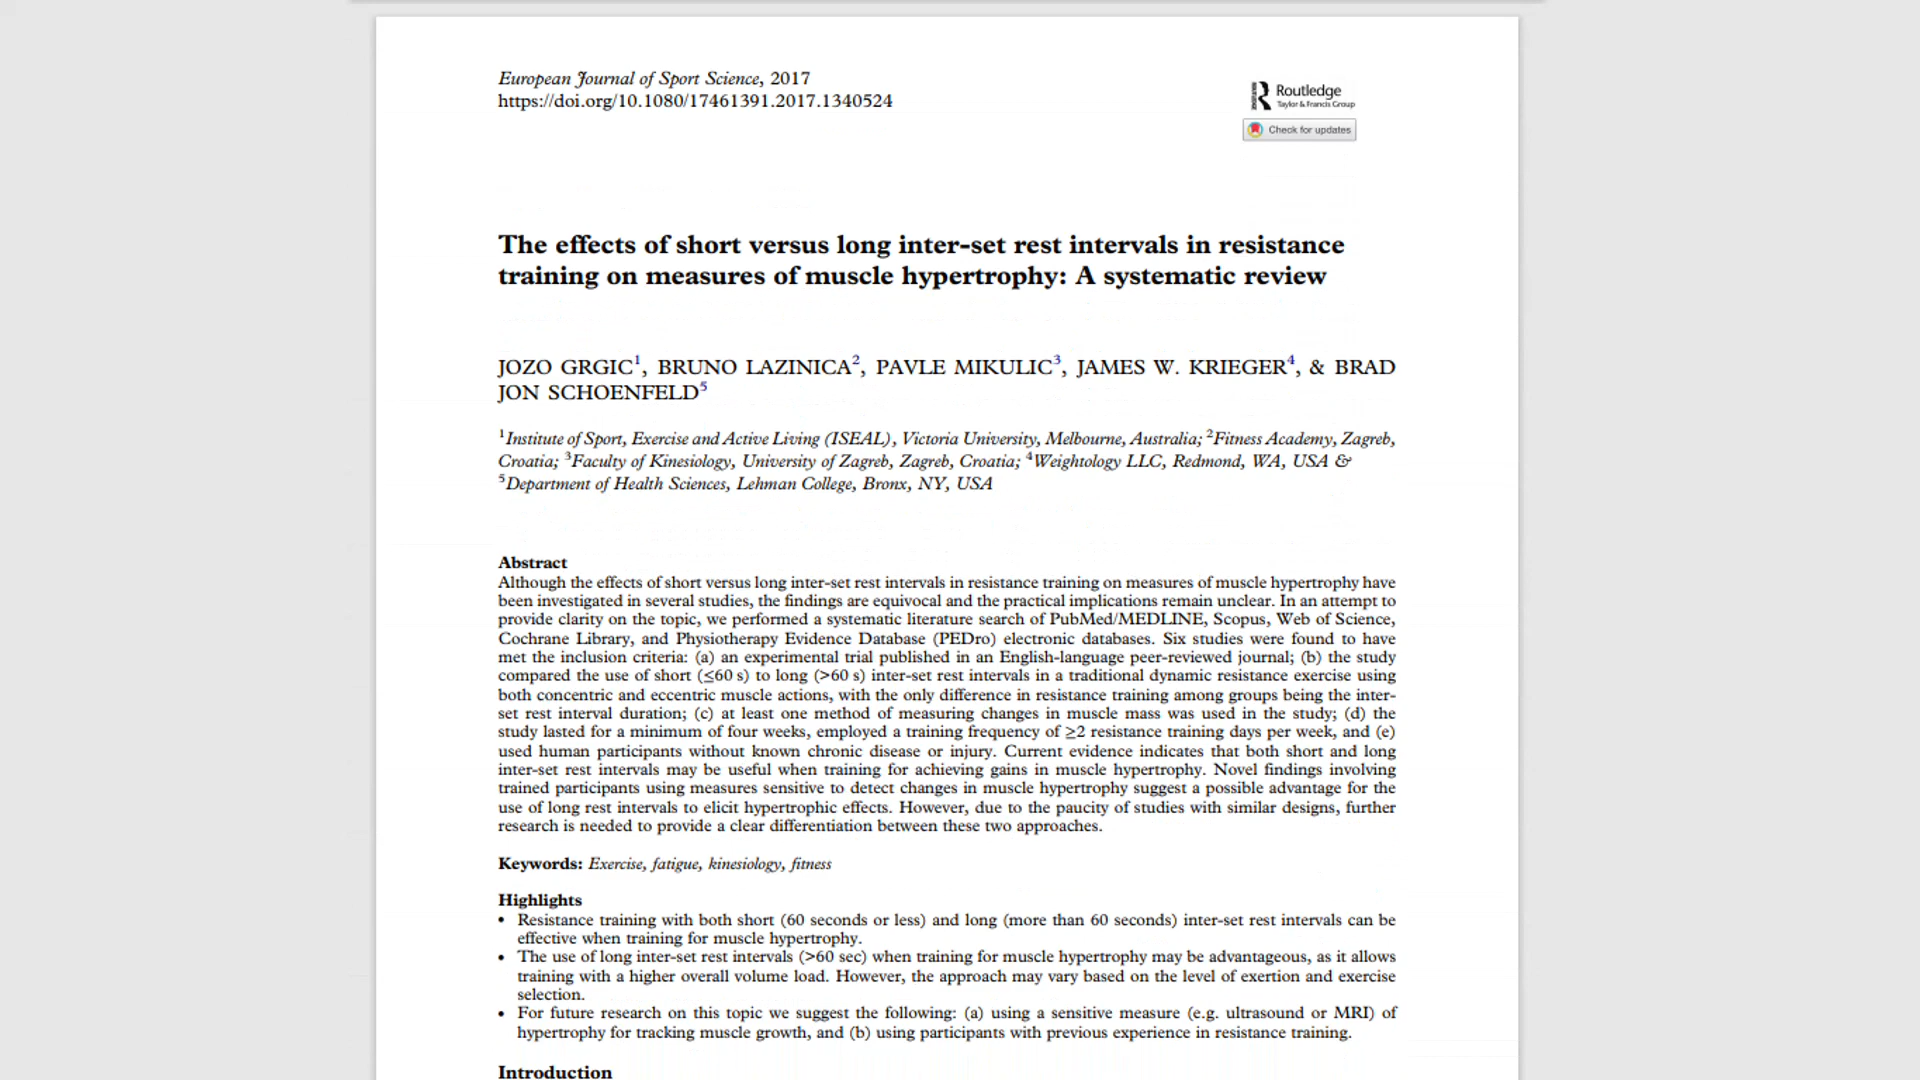 European Journal of Sport Science, 2017
https://doi.org/10.1080/17461391.2017.1340524
Routledge
Taylor & Francis Group
Check for updates
The effects of short versus long inter-set rest intervals in resistance
training on measures of muscle hypertrophy: A systematic review
JOZO GRGIC1, BRUNO LAZINICA2, PAVLE MIKULIC3, JAMES W. KRIEGER4, & BRAD
JON SCHOENFELD5
1Institute of Sport, Exercise and Active Living (ISEAL), Victoria University, Melbourne, Australia; 2Fitness Academy, Zagreb,
Croatia; 3Faculty of Kinesiology, University of Zagreb, Zagreb, Croatia; 4Weightology LLC, Redmond, WA, USA &
5Department of Health Sciences, Lehman College, Bronx, NY, USA
Abstract
Although the effects of short versus long inter-set rest intervals in resistance training on measures of muscle hypertrophy have
been investigated in several studies, the findings are equivocal and the practical implications remain unclear. In an attempt to
provide clarity on the topic, we performed a systematic literature search of PubMed/MEDLINE, Scopus, Web of Science,
Cochrane Library, and Physiotherapy Evidence Database (PEDro) electronic databases. Six studies were found to have
met the inclusion criteria: (a) an experimental trial published in an English-language peer-reviewed journal; (b) the study
compared the use of short (≤60 s) to long (>60 s) inter-set rest intervals in a traditional dynamic resistance exercise using
both concentric and eccentric muscle actions, with the only difference in resistance training among groups being the inter-
set rest interval duration; (c) at least one method of measuring changes in muscle mass was used in the study; (d) the
study lasted for a minimum of four weeks, employed a training frequency of ≥2 resistance training days per week, and (e)
used human participants without known chronic disease or injury. Current evidence indicates that both short and long
inter-set rest intervals may be useful when training for achieving gains in muscle hypertrophy. Novel findings involving
trained participants using measures sensitive to detect changes in muscle hypertrophy suggest a possible advantage for the
use of long rest intervals to elicit hypertrophic effects. However, due to the paucity of studies with similar designs, further
research is needed to provide a clear differentiation between these two approaches.
Keywords: Exercise, fatigue, kinesiology, fitness
Highlights
• Resistance training with both short (60 seconds or less) and long (more than 60 seconds) inter-set rest intervals can be
effective when training for muscle hypertrophy.
• The use of long inter-set rest intervals (>60 sec) when training for muscle hypertrophy may be advantageous, as it allows
training with a higher overall volume load. However, the approach may vary based on the level of exertion and exercise
selection.
• For future research on this topic we suggest the following: (a) using a sensitive measure (e.g. ultrasound or MRI) of
hypertrophy for tracking muscle growth, and (b) using participants with previous experience in resistance training.
Introduction